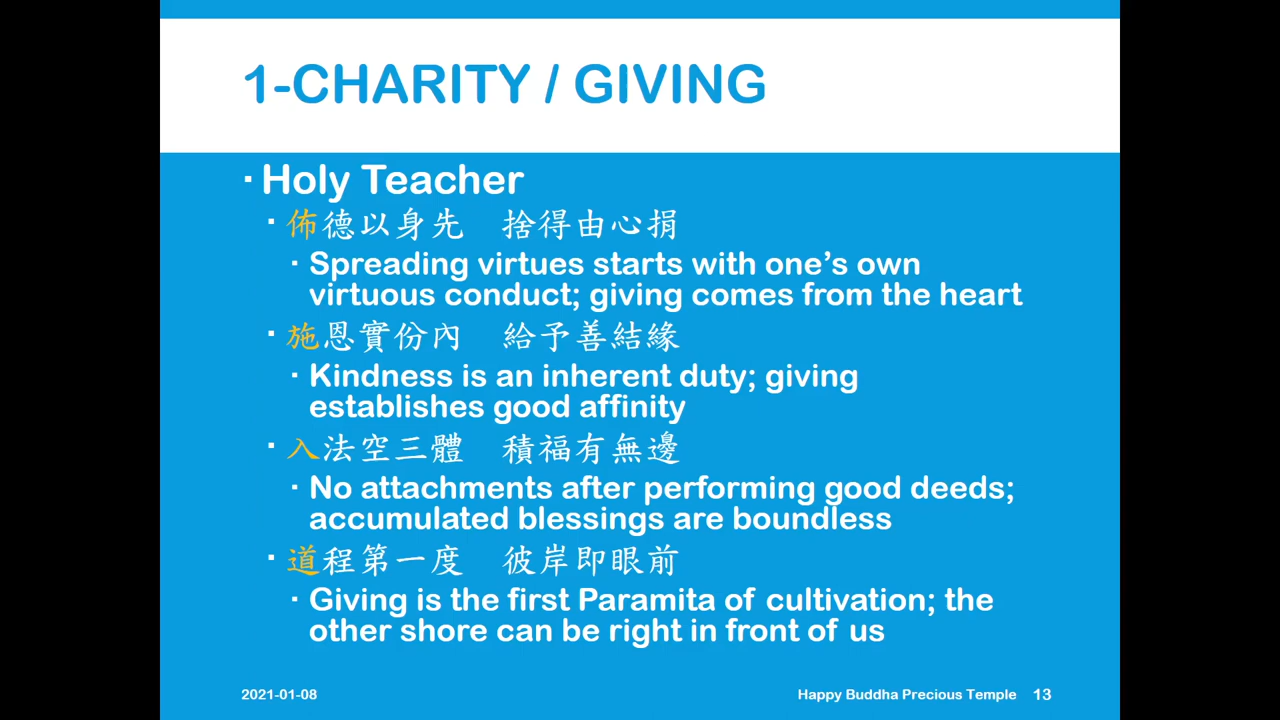 1-CHARITY / GIVING
▪ Holy Teacher
▪ 佈德以身先　捨得由心捐
▪ Spreading virtues starts with one’s own
virtuous conduct; giving comes from the heart
▪ 施恩實份內　給予善結緣
▪ Kindness is an inherent duty; giving
establishes good affinity
▪ 入法空三體　積福有無邊
▪ No attachments after performing good deeds;
accumulated blessings are boundless
▪ 道程第一度　彼岸即眼前
▪ Giving is the first Paramita of cultivation; the
other shore can be right in front of us
2021-01-08 Happy Buddha Precious Temple 13